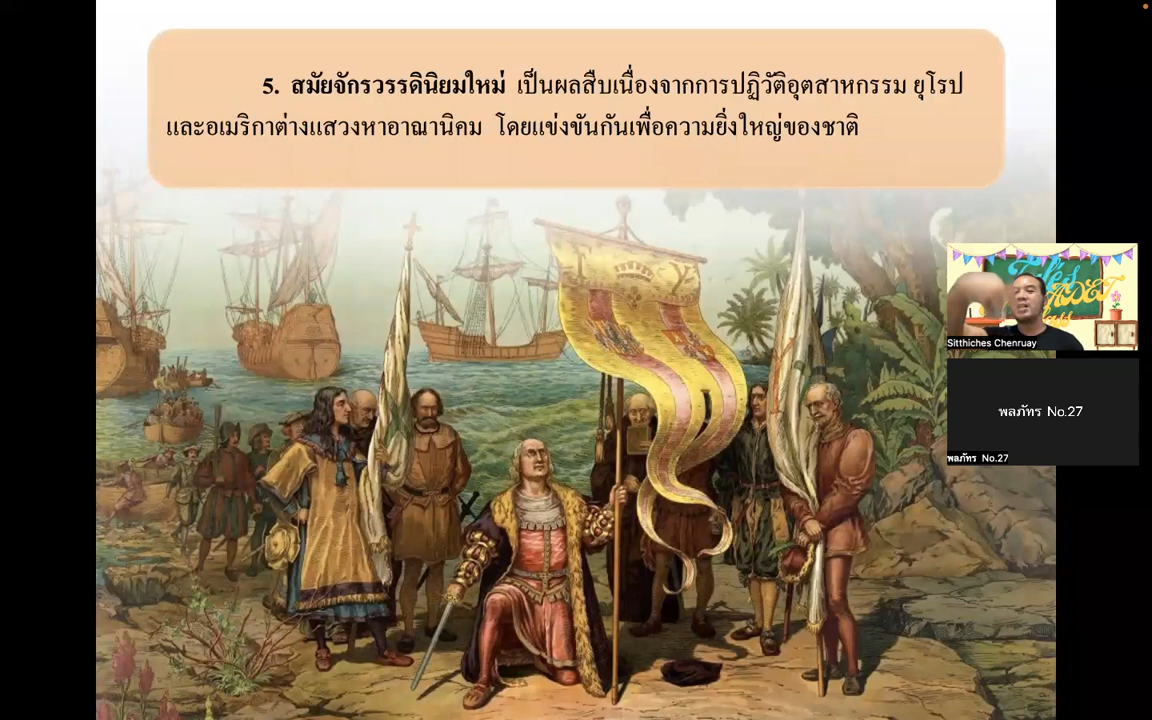 5. สมัยจักรวรรดินิยมใหม่ เป็นผลสืบเนื่องจากการปฏิวัติอุตสาหกรรม ยุโรป
และอเมริกาต่างแสวงหาอาณานิคม โดยแข่งขันกันเพื่อความยิ่งใหญ่ของชาติ
Sitthiches Chenruay
พลภัทร No.27
พลภัทร No.27